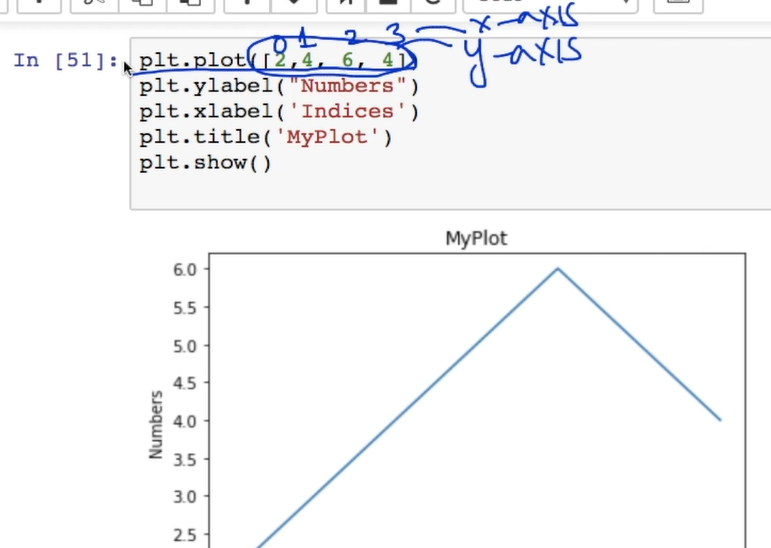 0 1 2 3 x-axis
y-axis
In [51]: plt.plot([2,4, 6, 4])
plt.ylabel("Numbers")
plt.xlabel('Indices')
plt.title('MyPlot')
plt.show()
MyPlot
6.0
5.5
5.0
4.5
4.0
3.5
3.0
2.5
Numbers